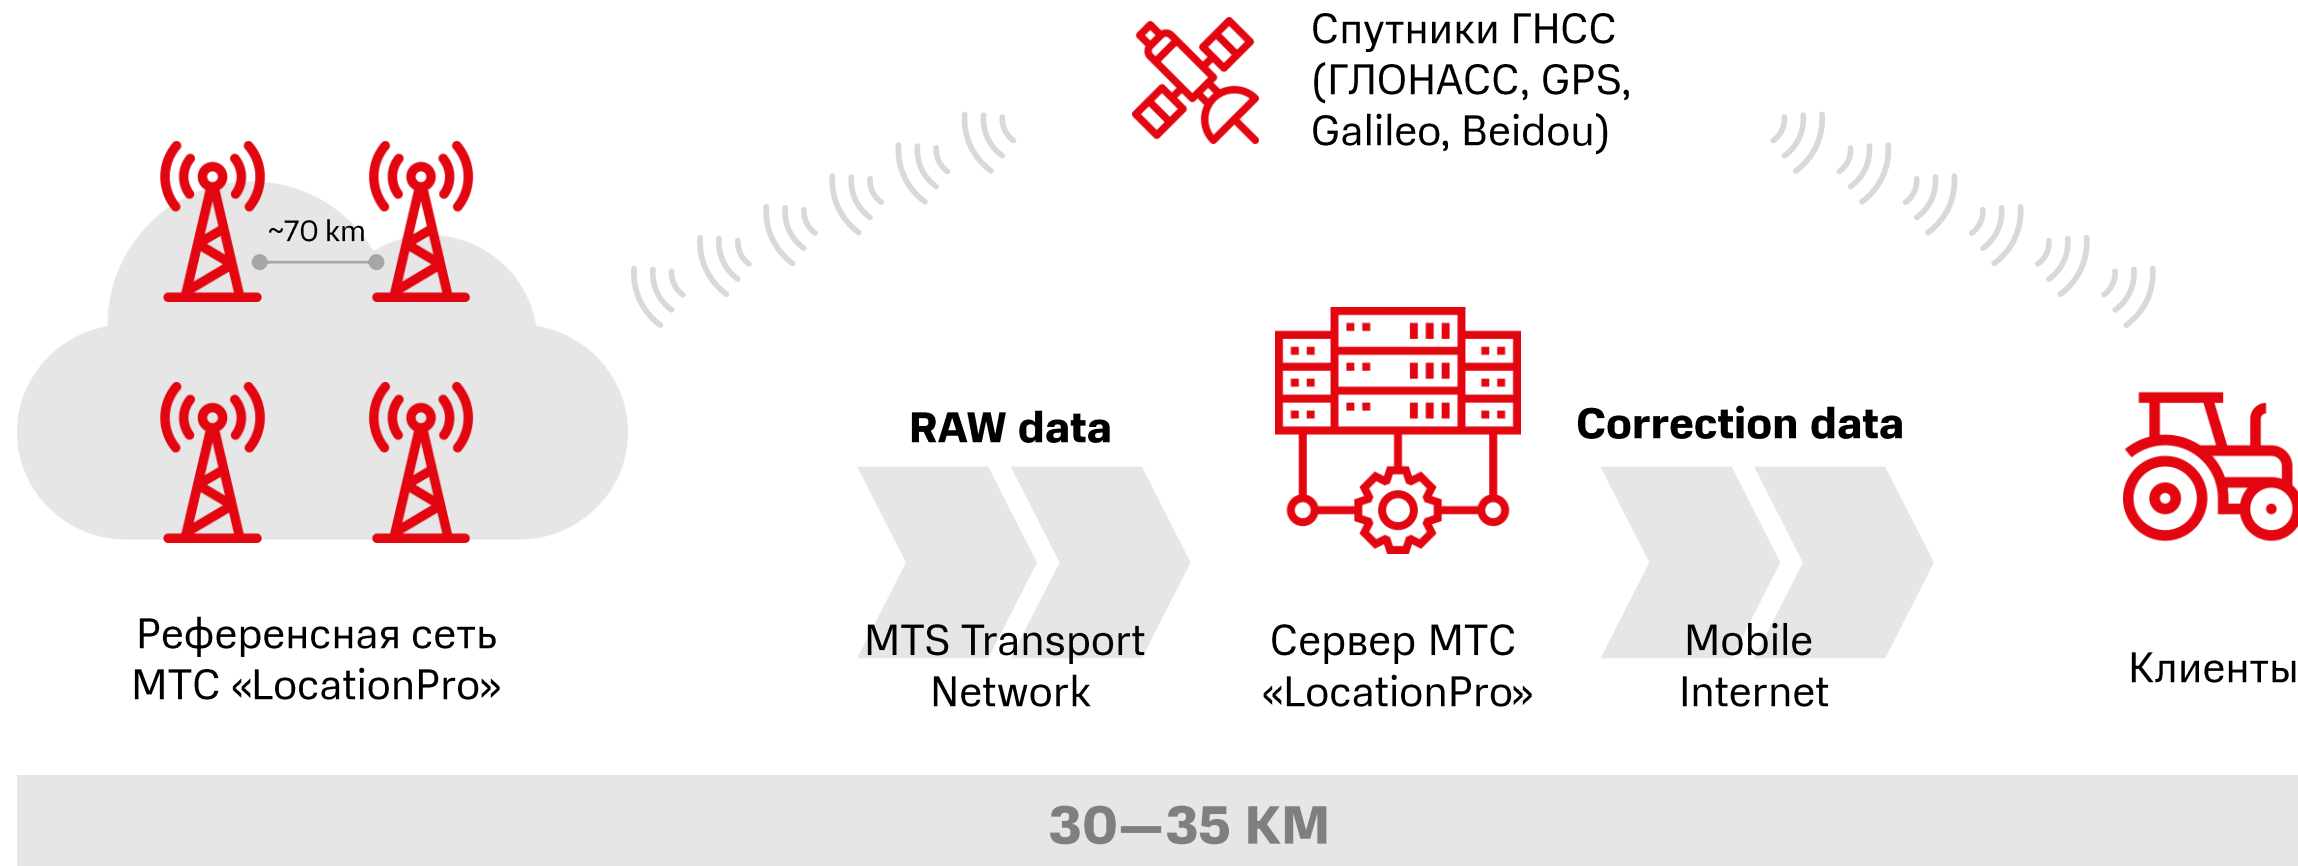 Спутники ГНСС
(ГЛОНАСС, GPS,
Galileo, Beidou)
~70 km
RAW data
Correction data
Референсная сеть
МТС «LocationPro»
MTS Transport
Network
Сервер МТС
«LocationPro»
Mobile
Internet
Клиенты
30—35 КМ